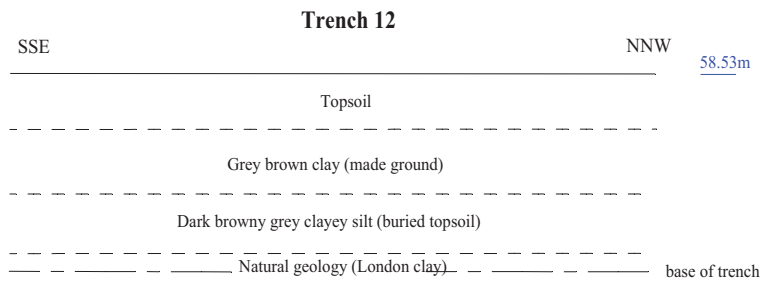 Trench 12
SSE
NNW
58.53m
Topsoil
Grey brown clay (made ground)
Dark browny grey clayey silt (buried topsoil)
Natural geology (London clay)
base of trench